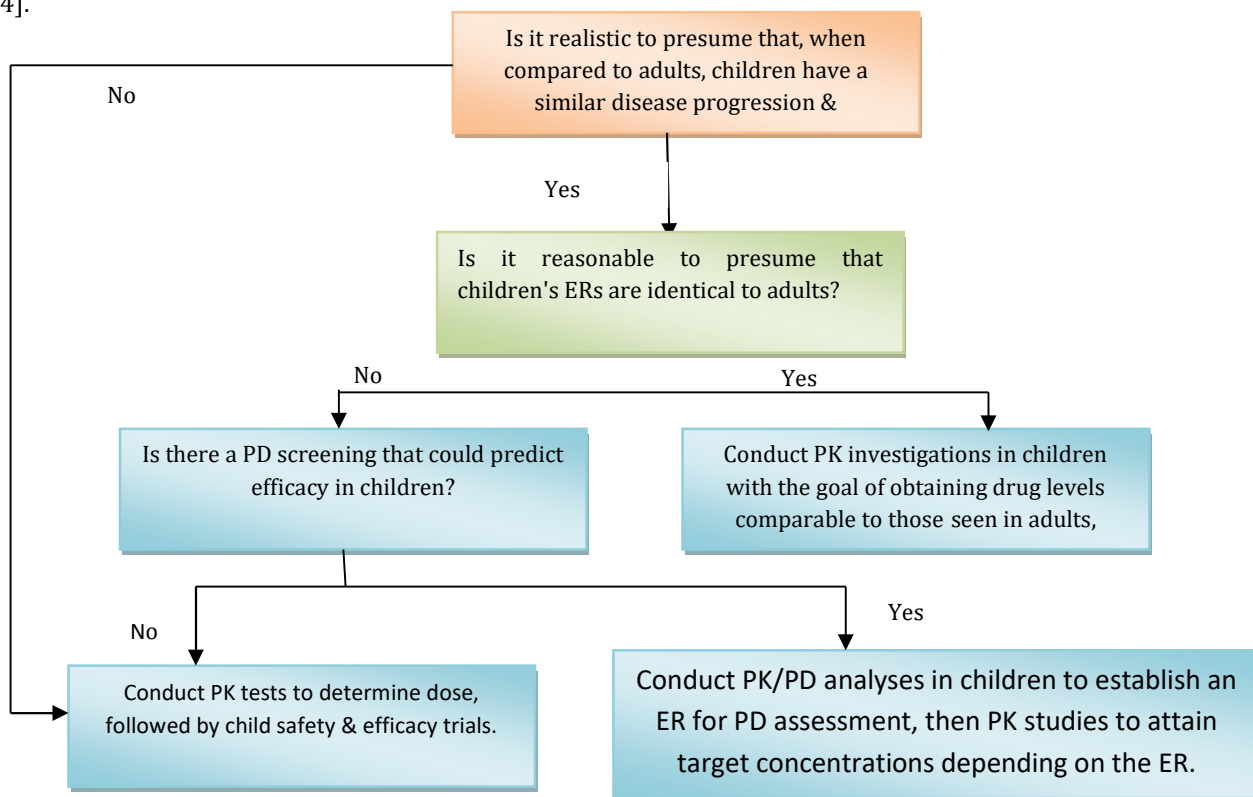 4].
Is it realistic to presume that, when
compared to adults, children have a
similar disease progression &
No
Yes
Is it reasonable to presume that
children's ERs are identical to adults?
No
Yes
Is there a PD screening that could predict
efficacy in children?
Conduct PK investigations in children
with the goal of obtaining drug levels
comparable to those seen in adults,
No
Yes
Conduct PK tests to determine dose,
followed by child safety & efficacy trials.
Conduct PK/PD analyses in children to establish an
ER for PD assessment, then PK studies to attain
target concentrations depending on the ER.